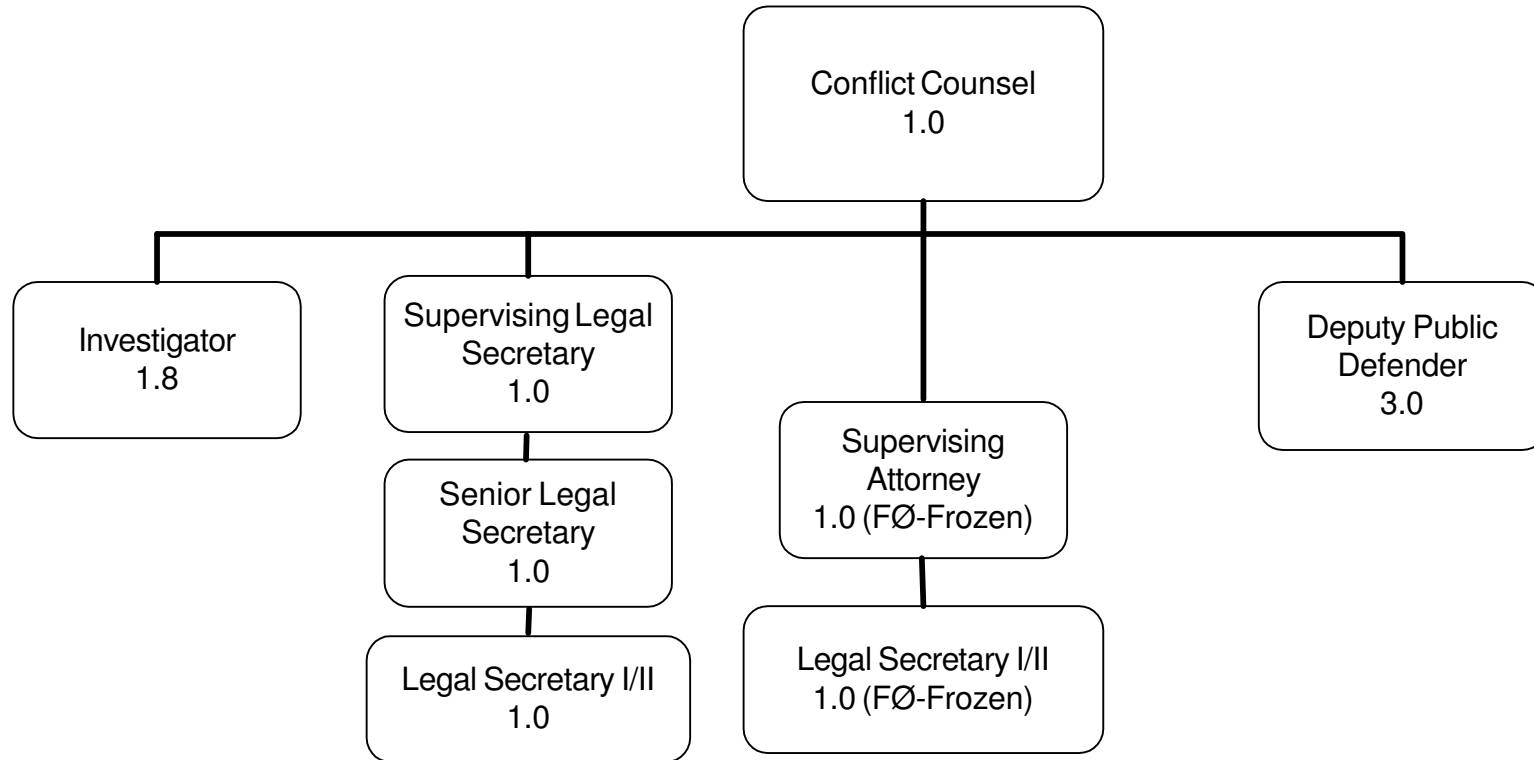 Conflict Counsel
1.0
Investigator
1.8
Supervising Legal
Secretary
1.0
Senior Legal
Secretary
1.0
Legal Secretary I/II
1.0
Supervising
Attorney
1.0 (FØ-Frozen)
Legal Secretary I/II
1.0 (FØ-Frozen)
Deputy Public
Defender
3.0